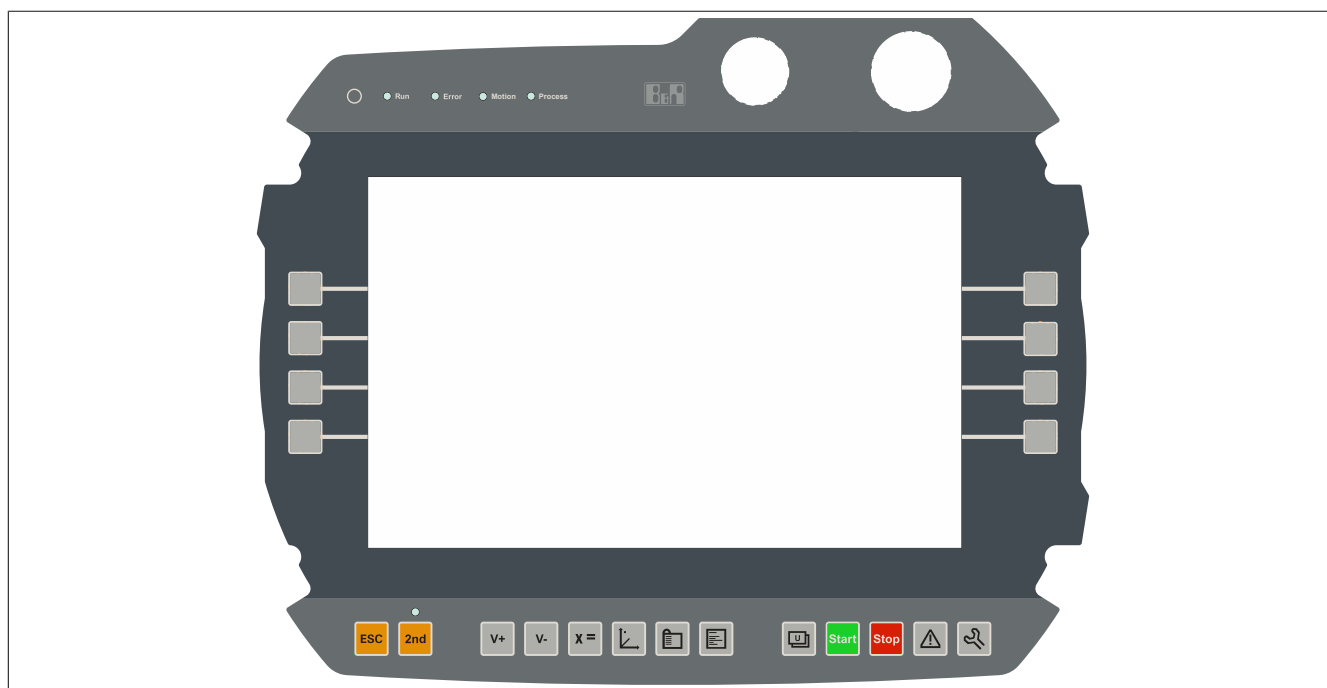 Run Error Motion Process B&R
ESC 2nd V+ V- X= U Start Stop